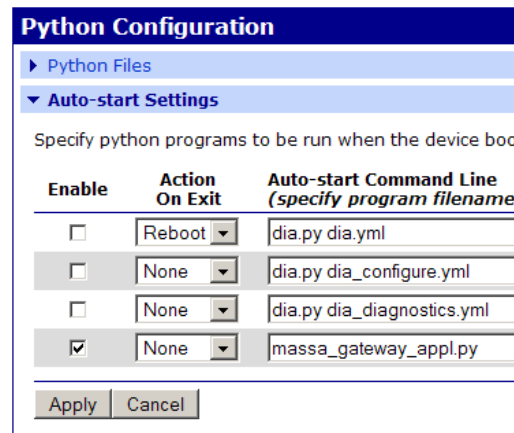 Python Configuration
Python Files
Auto-start Settings
Specify python programs to be run when the device
Enable Action On Exit Auto-start Command Line (specify program filename
Reboot dia.py dia.yml
None dia.py dia_configure.yml
None dia.py dia_diagnostics.yml
None massa_gateway_appl.py
Apply Cancel